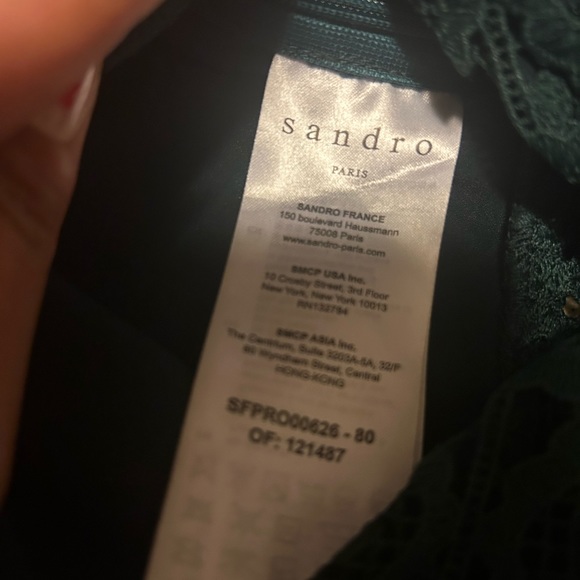 sandro
PARIS
SANDRO FRANCE
150 boulevard Haussmann
75008 Paris
www.sandro-paris.com
SMCP USA Inc.
10 Crosby Street, 3rd Floor
New York, New York 10013
RN132784
SMCP ASIA Inc.
The Centrium, Suite 3203A-5A, 32/F
60 Wyndham Street, Central
HONG-KONG
SFPRO00626 - 80
OF: 121487